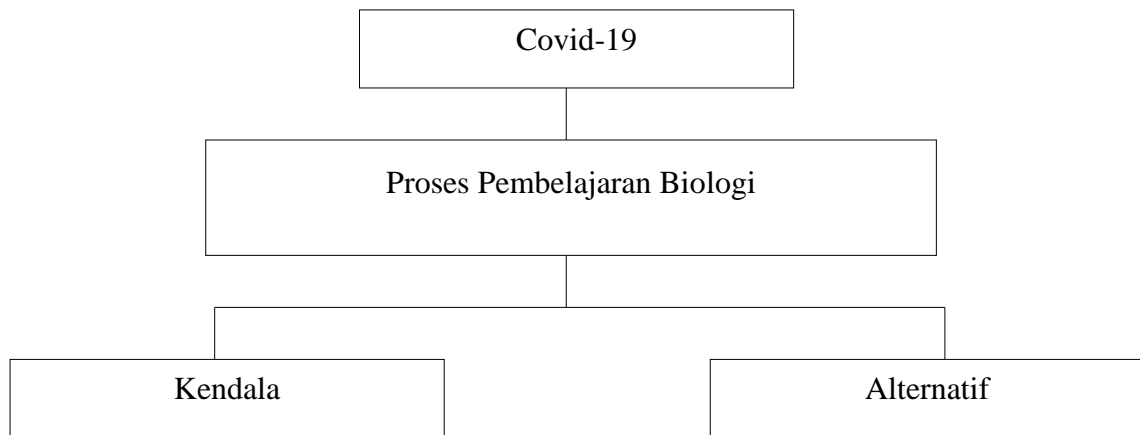 Covid-19
Proses Pembelajaran Biologi
Kendala
Alternatif